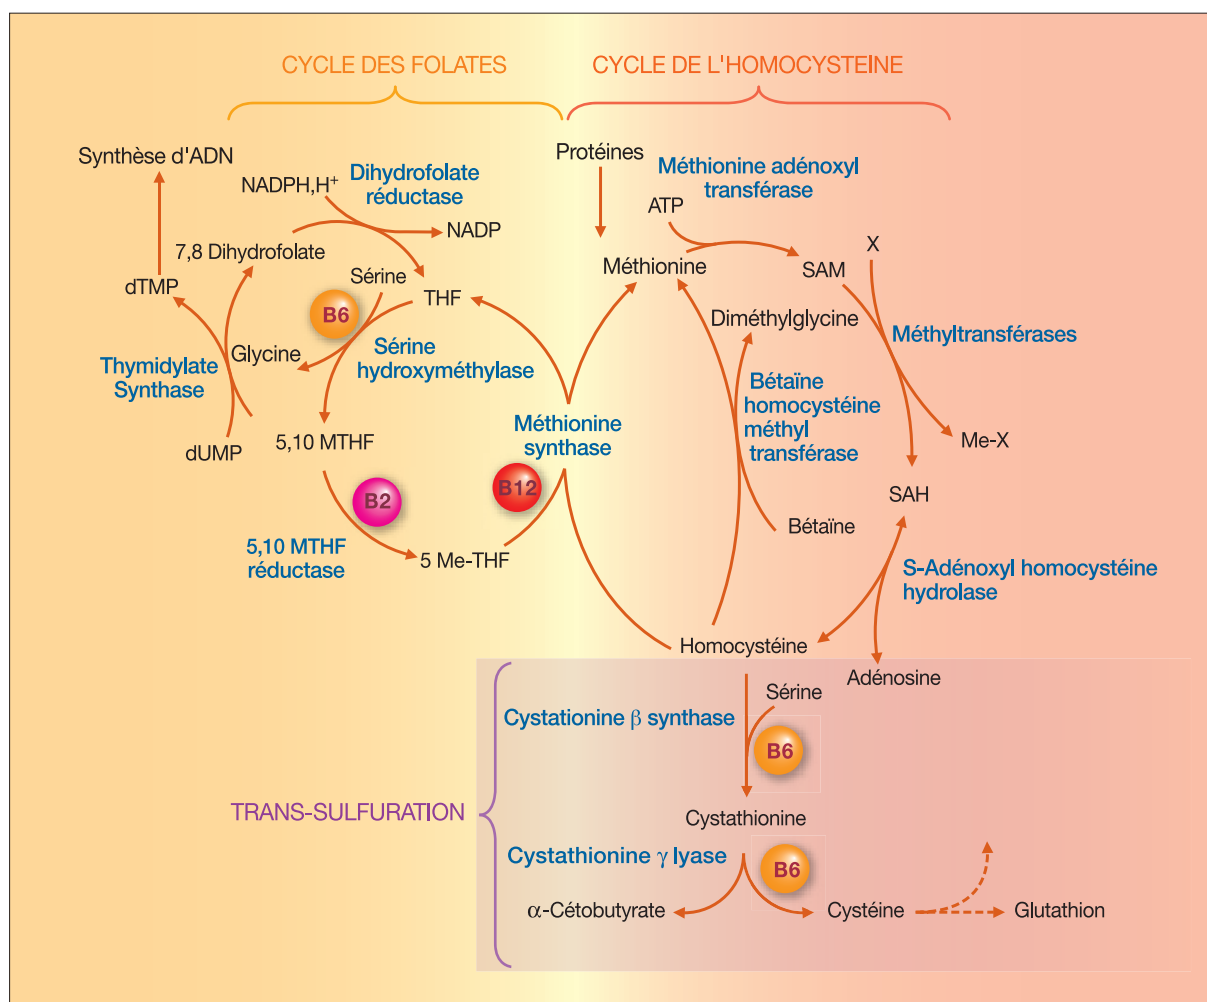 CYCLE DES FOLATES
CYCLE DE L'HOMOCYSTEINE
Synthèse d'ADN
NADPH,H⁺
Dihydrofolate
réductase
NADP
7,8 Dihydrofolate
dTMP
Sérine
THF
B6
Glycine
Sérine
hydroxyméthylase
Thymidylate
Synthase
dUMP
5,10 MTHF
B2
5,10 MTHF
réductase
5 Me-THF
B12
Méthionine
synthase
Protéines
Méthionine adénoxyl
transférase
ATP
Méthionine
SAM
X
Diméthylglycine
Méthyltransférases
Bétaïne
homocystéine
méthyl
transférase
Me-X
SAH
Bétaïne
S-Adénoxyl homocystéine
hydrolase
Homocystéine
Adénosine
Sérine
Cystationine β synthase
B6
TRANS-SULFURATION
Cystathionine
Cystathionine γ lyase
B6
α-Cétobutyrate
Cystéine
Glutathion